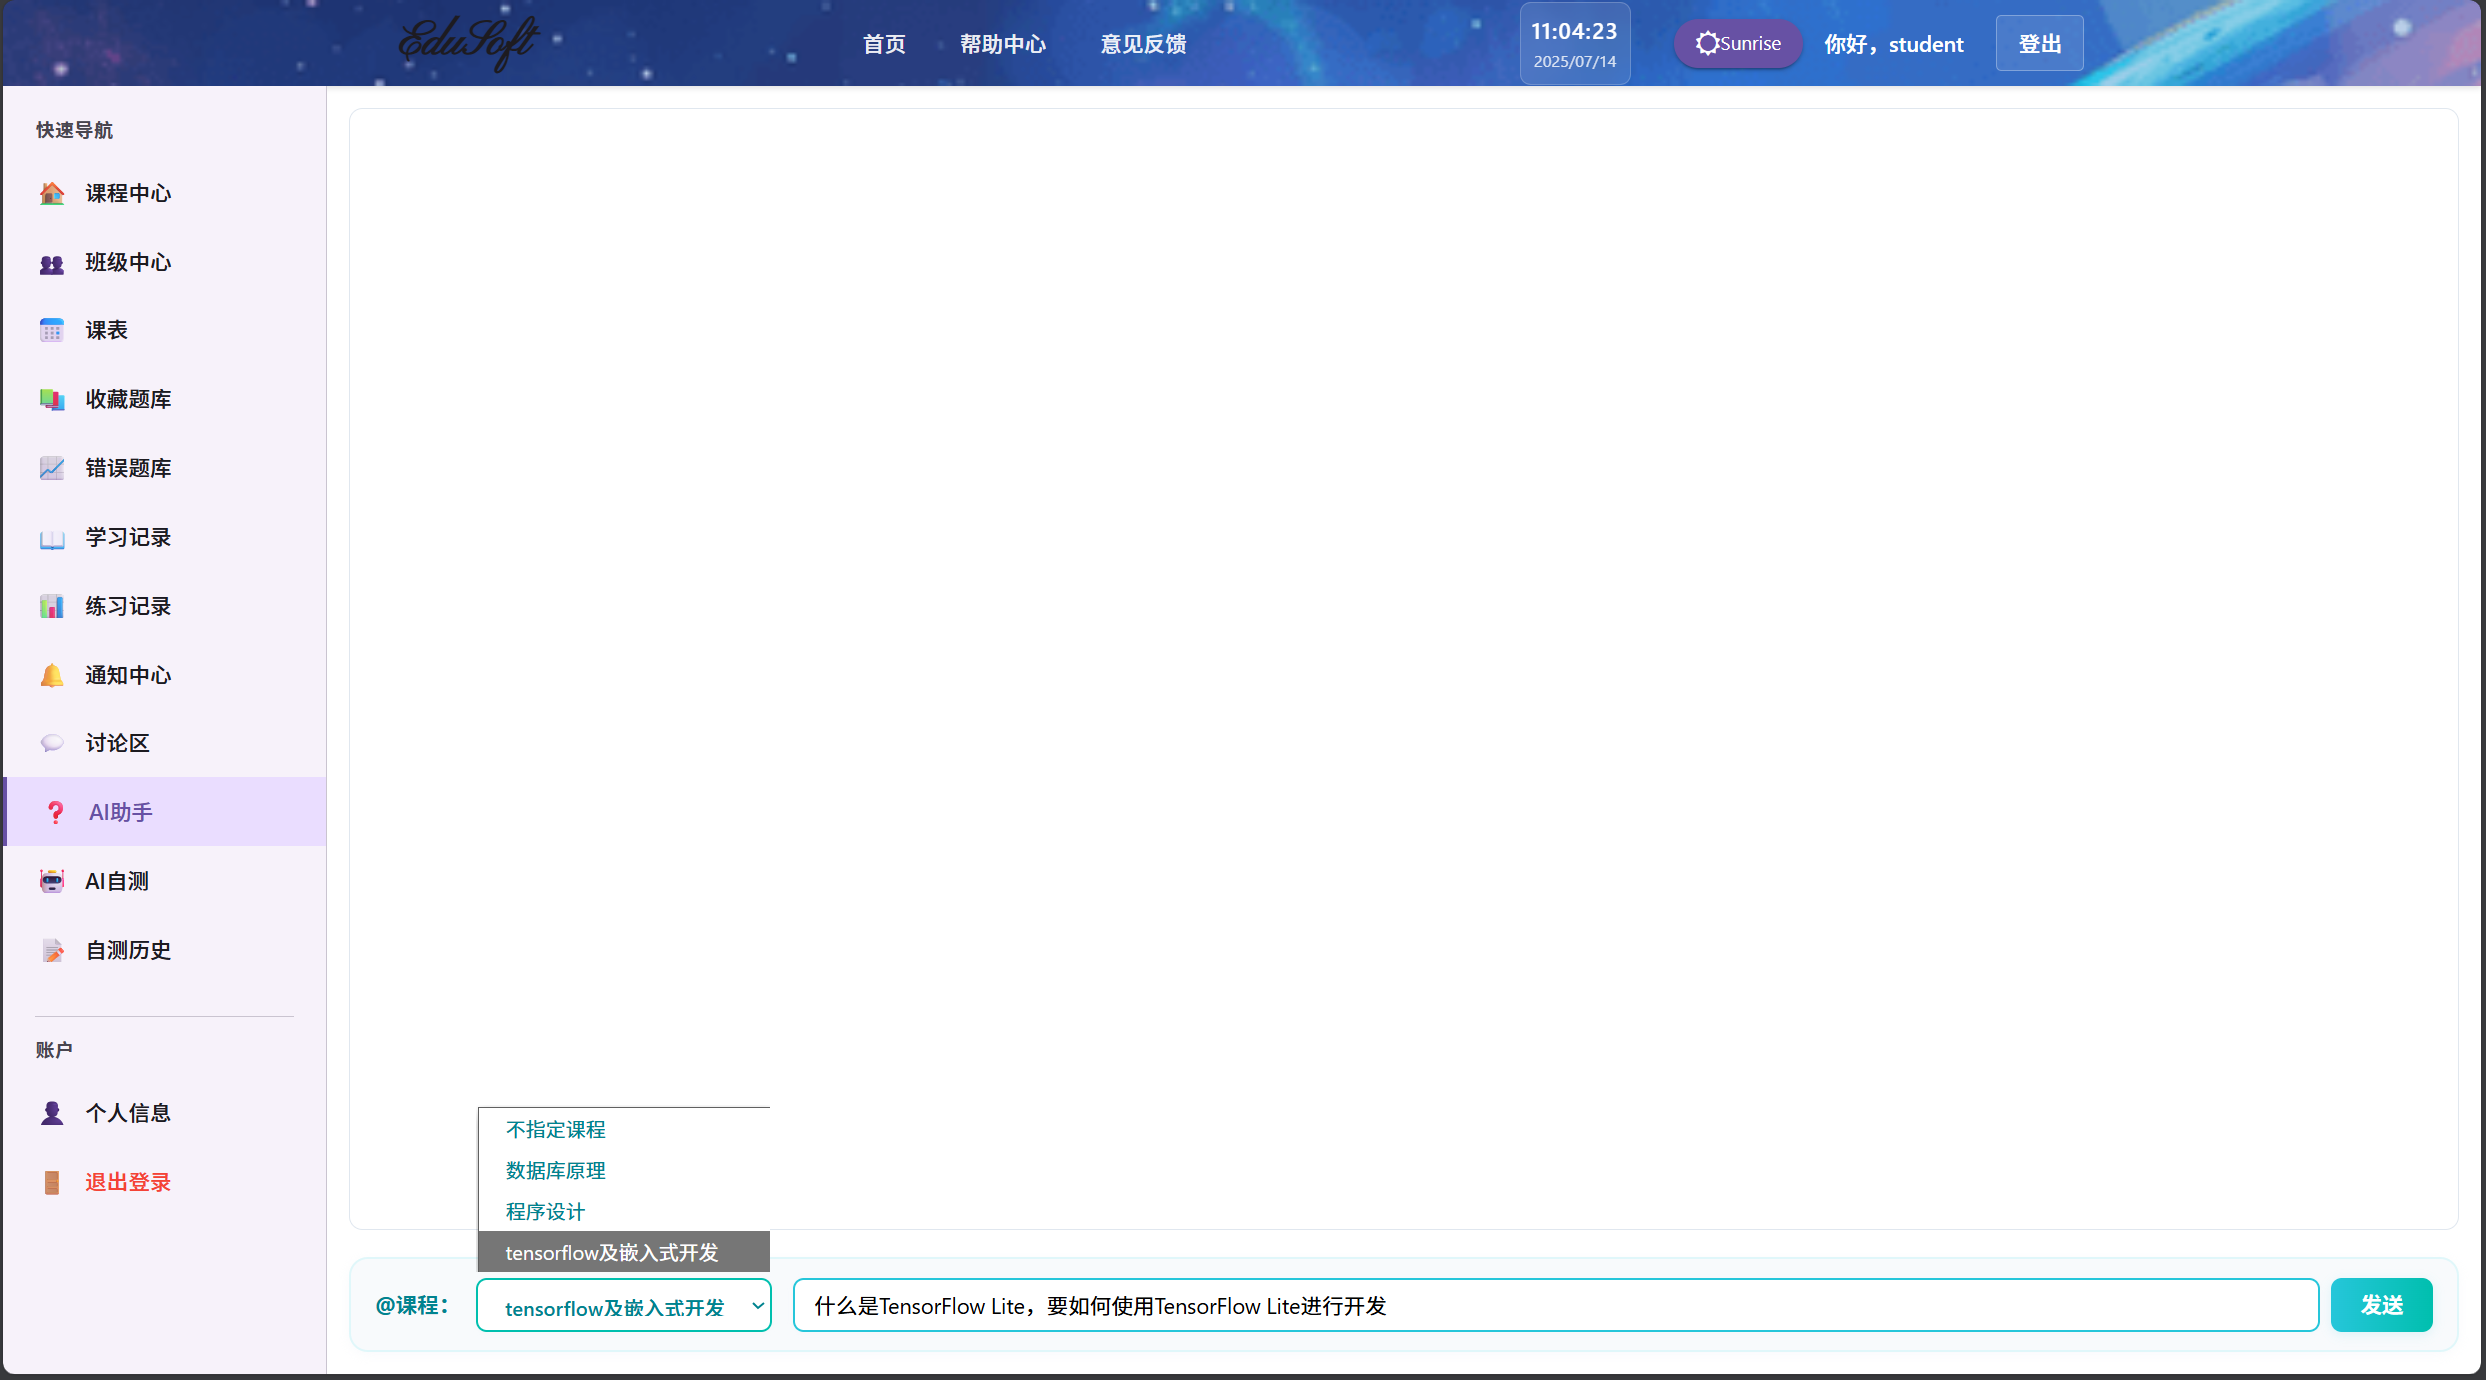 EduSoft
首页
帮助中心
意见反馈
11:04:23
2025/07/14
Sunrise
你好，student
登出
快速导航
课程中心
班级中心
课表
收藏题库
错误题库
学习记录
练习记录
通知中心
讨论区
AI助手
AI自测
自测历史
账户
个人信息
退出登录
不指定课程
数据库原理
程序设计
tensorflow及嵌入式开发
@课程：
tensorflow及嵌入式开发
什么是TensorFlow Lite，要如何使用TensorFlow Lite进行开发
发送